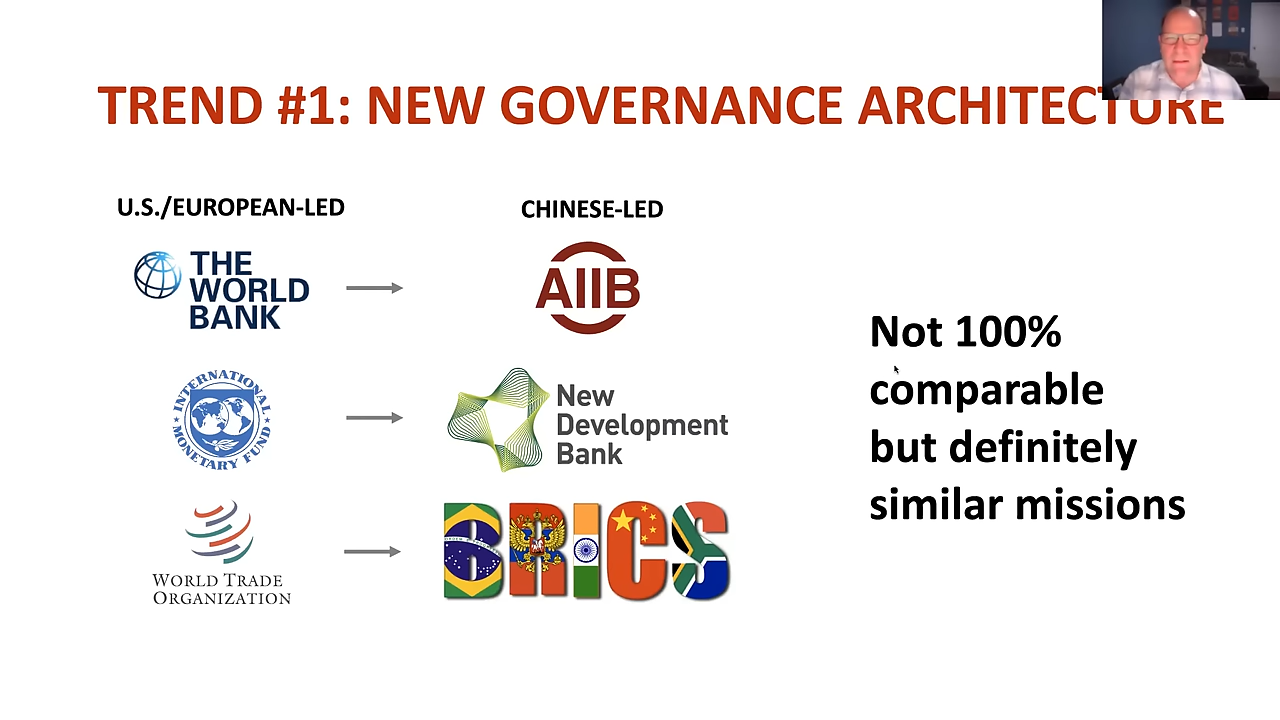 TREND #1: NEW GOVERNANCE ARCHITECTURE
U.S./EUROPEAN-LED
CHINESE-LED
THE
WORLD
BANK
AIIB
INTERNATIONAL
MONETARY FUND
New
Development
Bank
WORLD TRADE
ORGANIZATION
BRICS
Not 100%
comparable
but definitely
similar missions